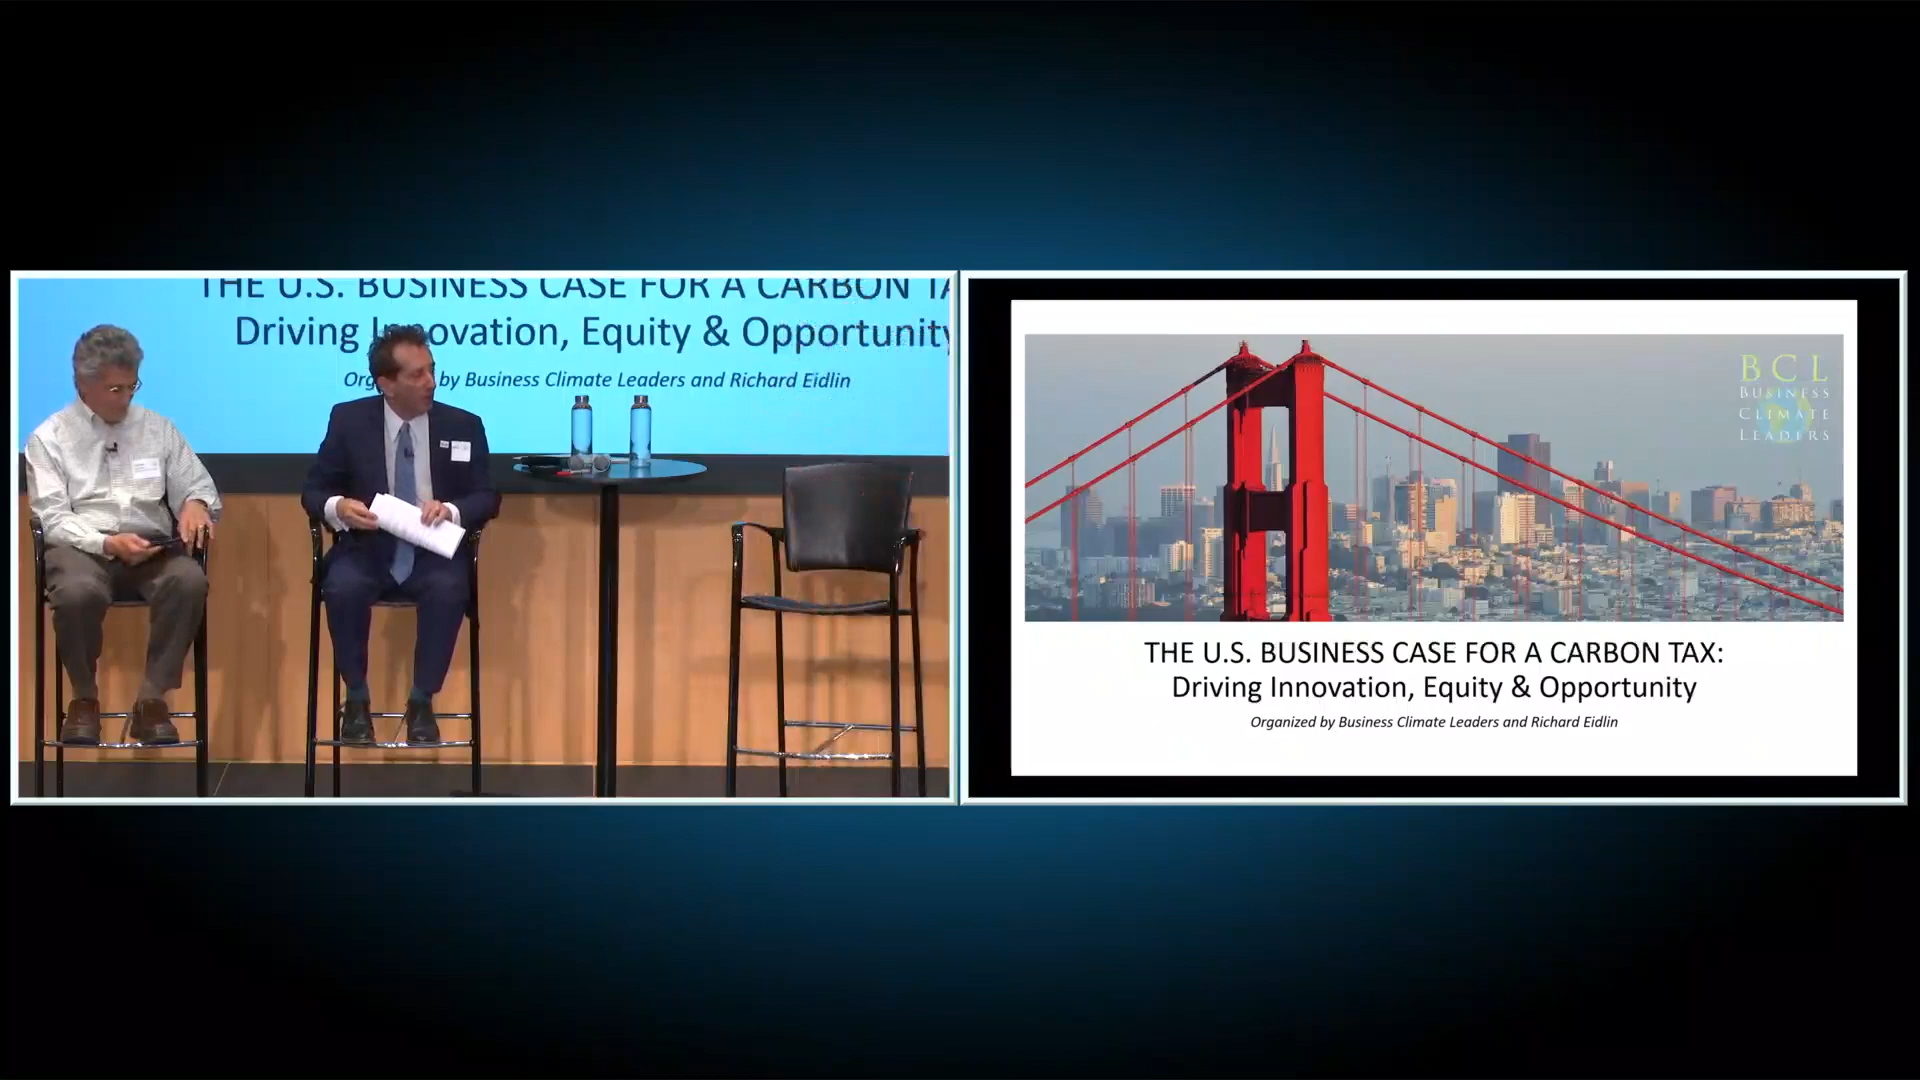 THE U.S. BUSINESS CASE FOR A CARBON TA
Driving Innovation, Equity & Opportunity
Org by Business Climate Leaders and Richard Eidlin
BCL
BUSINESS
CLIMATE
LEADERS
THE U.S. BUSINESS CASE FOR A CARBON TAX:
Driving Innovation, Equity & Opportunity
Organized by Business Climate Leaders and Richard Eidlin